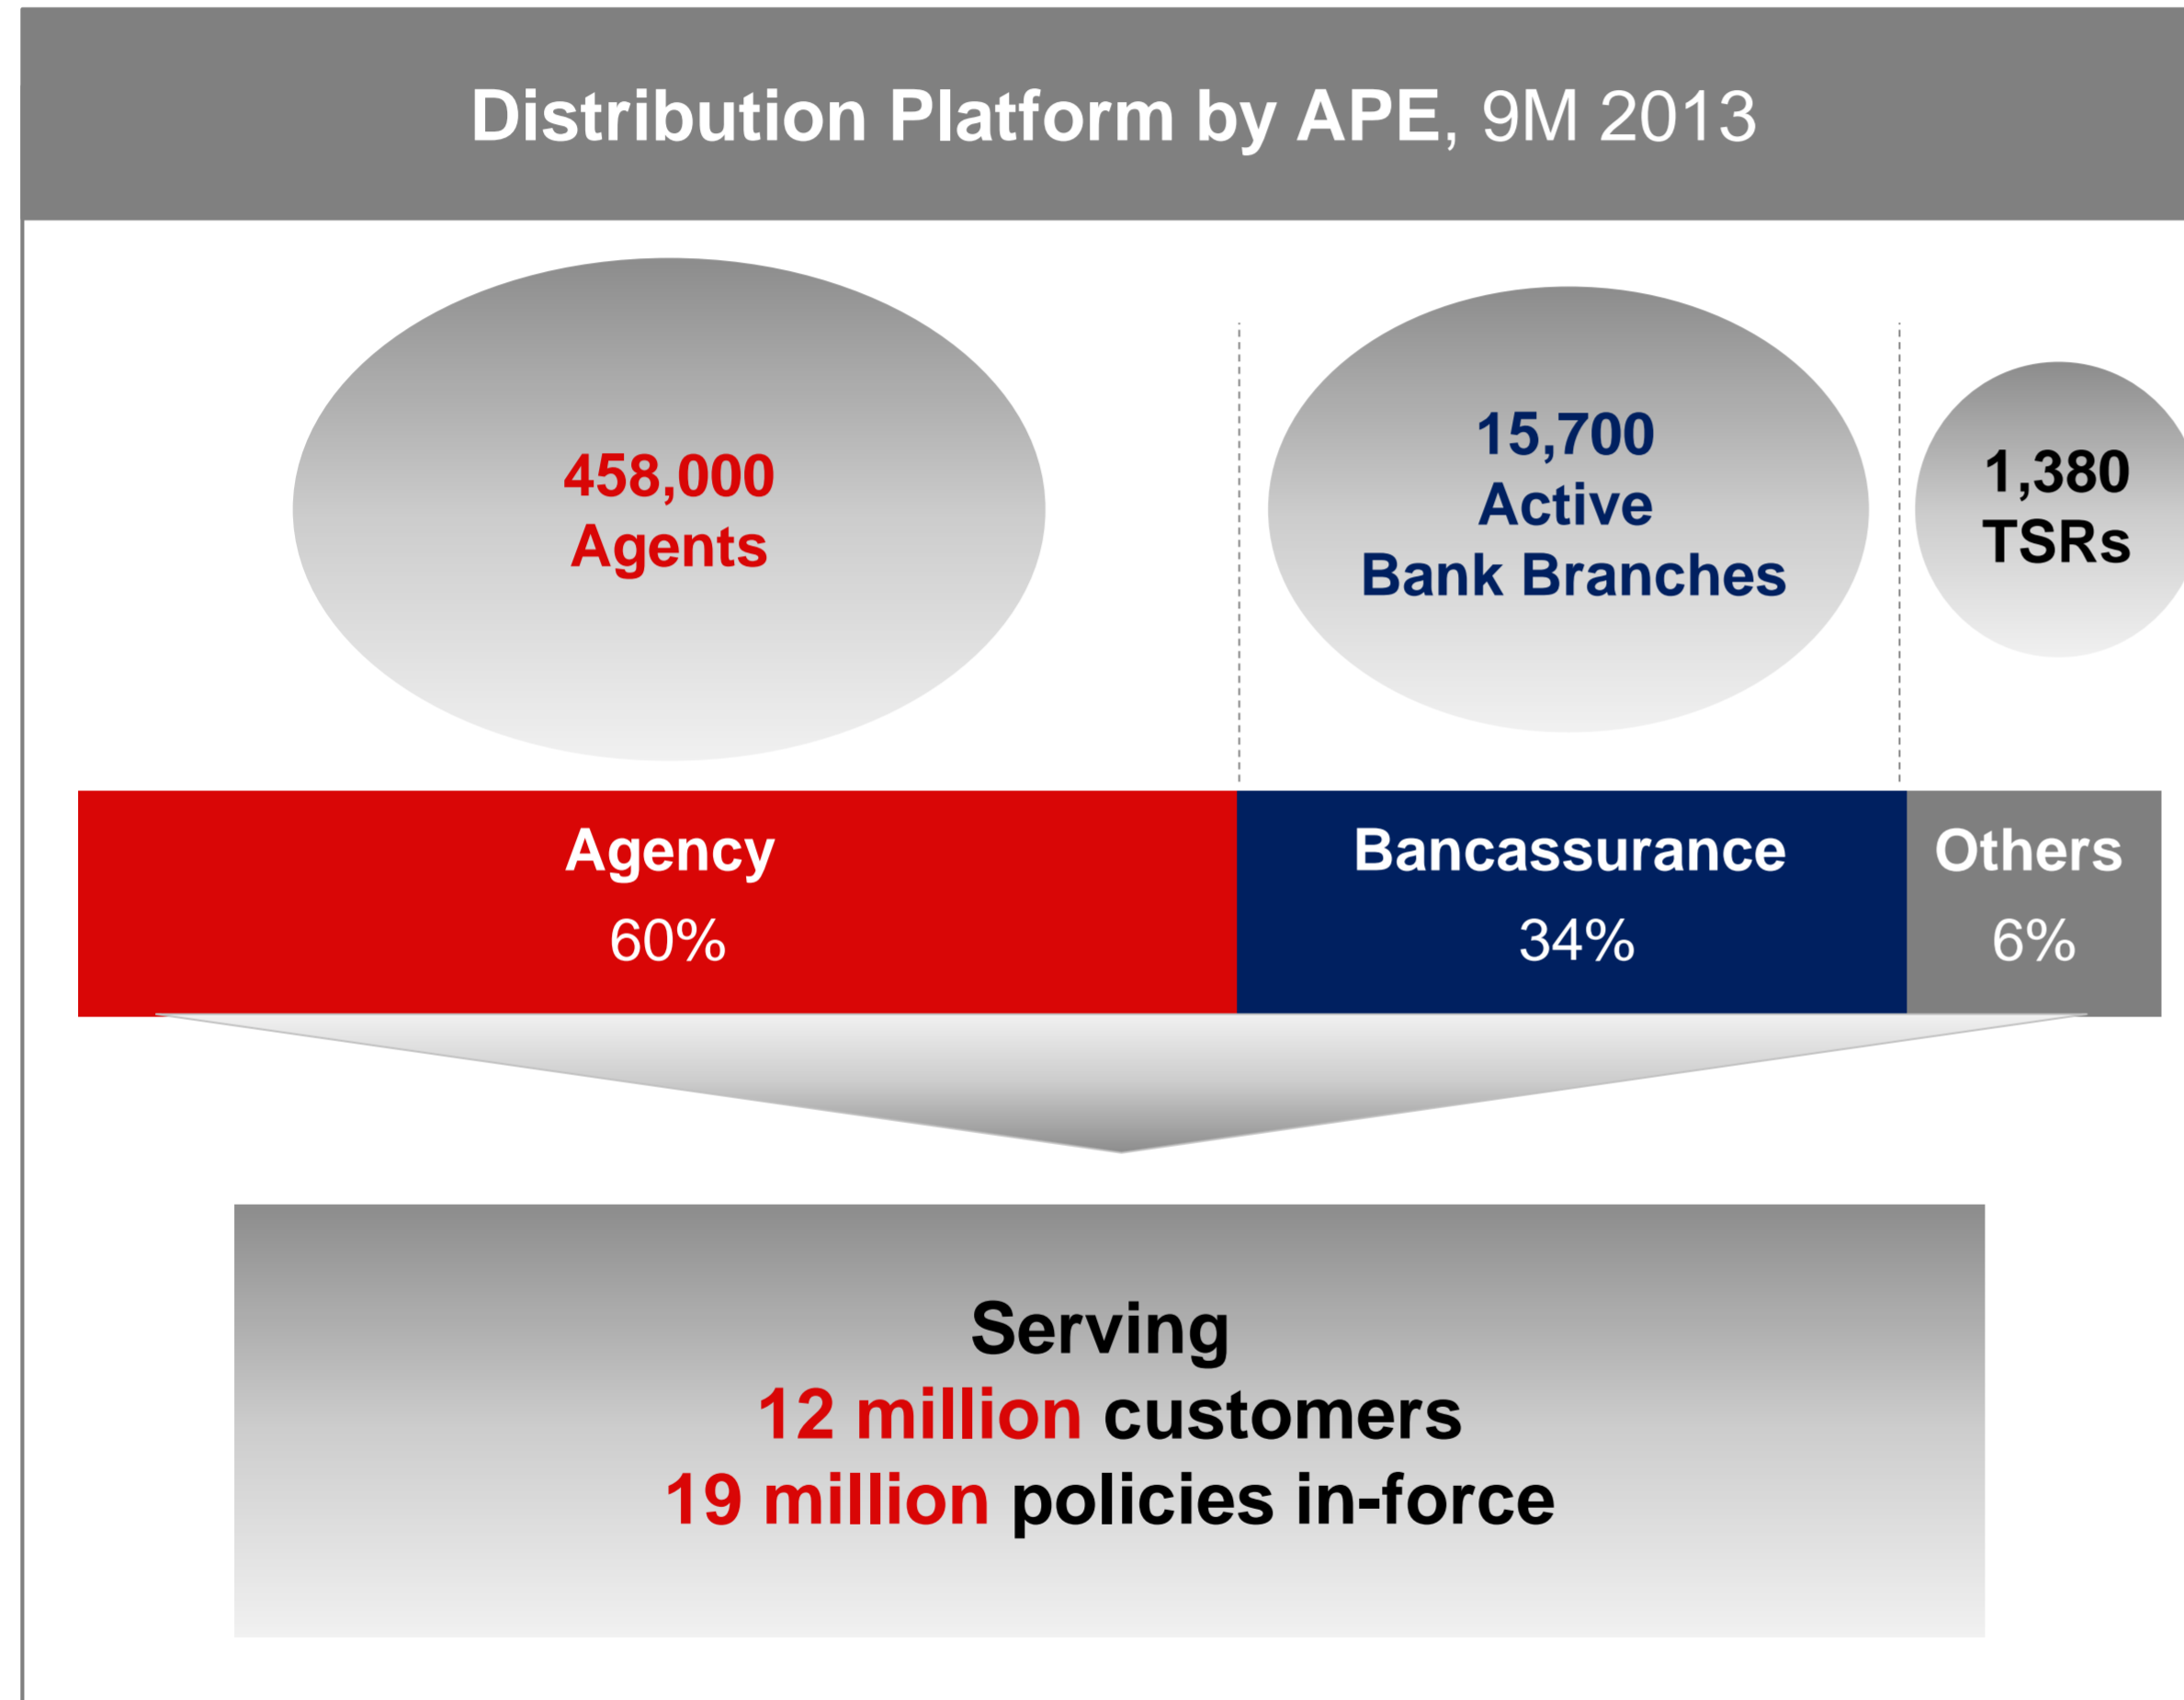 Distribution Platform by APE, 9M 2013
458,000
Agents
15,700
Active
Bank Branches
1,380
TSRs
Agency
60%
Bancassurance
34%
Others
6%
Serving
12 million customers
19 million policies in-force